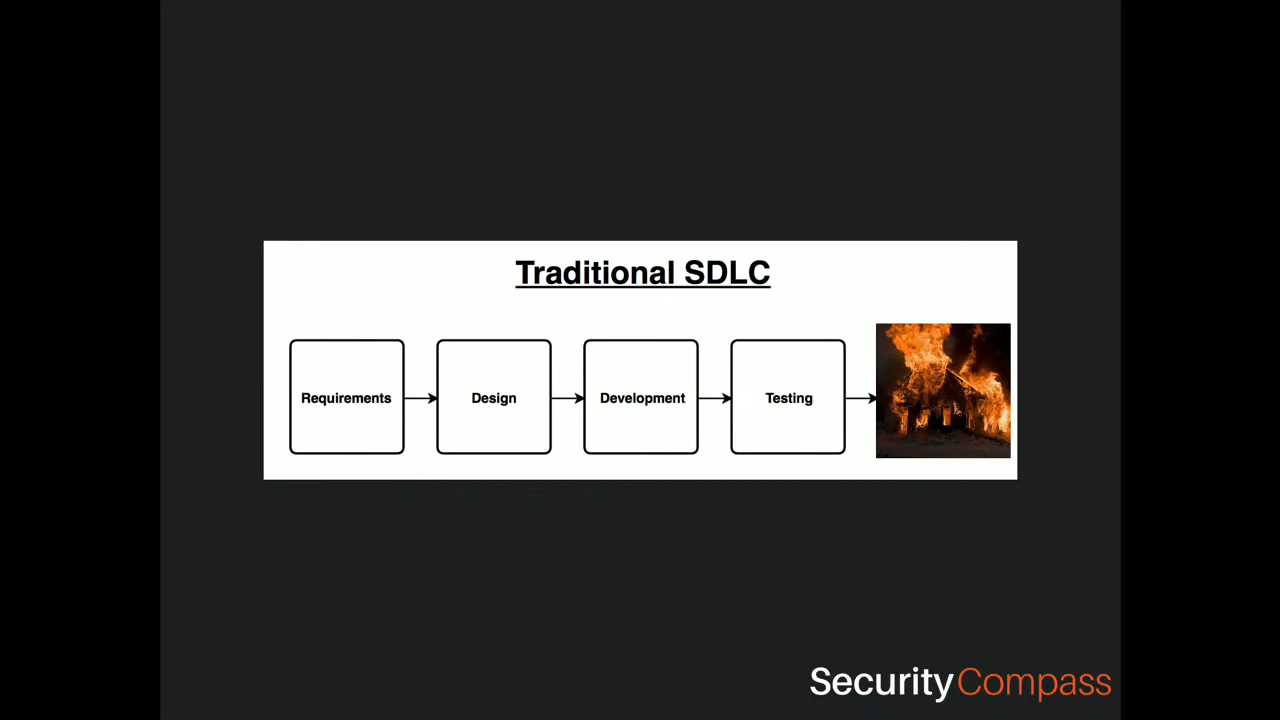 Traditional SDLC
Requirements
Design
Development
Testing
SecurityCompass